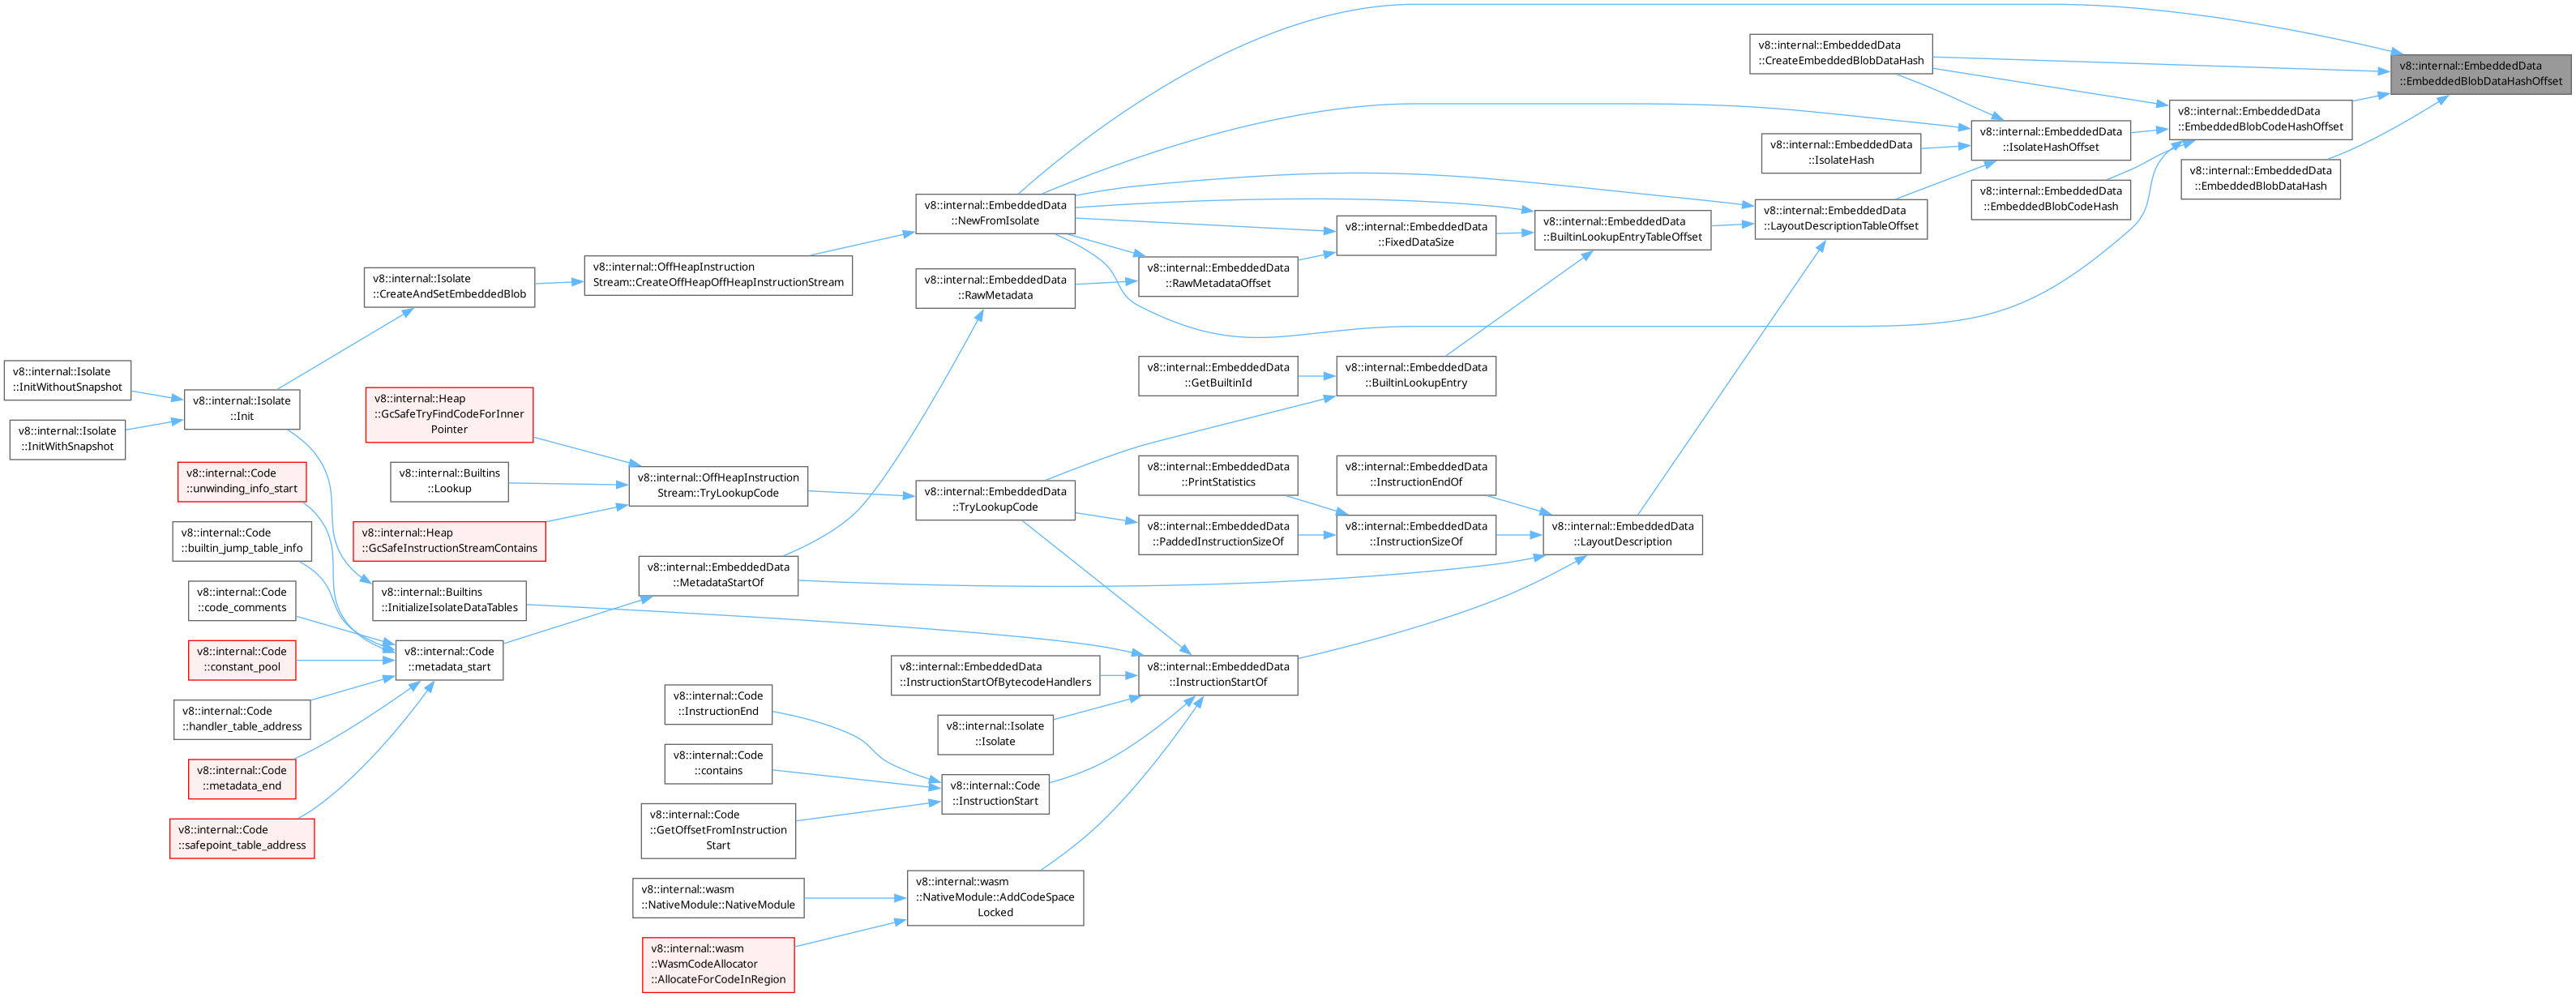 v8::internal::EmbeddedData
::EmbeddedBlobDataHashOffset
v8::internal::EmbeddedData
::CreateEmbeddedBlobDataHash
v8::internal::EmbeddedData
::EmbeddedBlobCodeHashOffset
v8::internal::EmbeddedData
::IsolateHashOffset
v8::internal::EmbeddedData
::IsolateHash
v8::internal::EmbeddedData
::EmbeddedBlobDataHash
v8::internal::EmbeddedData
::EmbeddedBlobCodeHash
v8::internal::EmbeddedData
::LayoutDescriptionTableOffset
v8::internal::EmbeddedData
::BuiltinLookupEntryTableOffset
v8::internal::EmbeddedData
::FixedDataSize
v8::internal::EmbeddedData
::RawMetadataOffset
v8::internal::EmbeddedData
::NewFromIsolate
v8::internal::EmbeddedData
::RawMetadata
v8::internal::OffHeapInstruction
Stream::CreateOffHeapOffHeapInstructionStream
v8::internal::Isolate
::CreateAndSetEmbeddedBlob
v8::internal::Isolate
::InitWithoutSnapshot
v8::internal::Isolate
::Init
v8::internal::Isolate
::InitWithSnapshot
v8::internal::EmbeddedData
::GetBuiltinId
v8::internal::EmbeddedData
::BuiltinLookupEntry
v8::internal::Heap
::GcSafeTryFindCodeForInner
Pointer
v8::internal::Builtins
::Lookup
v8::internal::Heap
::GcSafeInstructionStreamContains
v8::internal::OffHeapInstruction
Stream::TryLookupCode
v8::internal::EmbeddedData
::TryLookupCode
v8::internal::EmbeddedData
::PrintStatistics
v8::internal::EmbeddedData
::InstructionEndOf
v8::internal::EmbeddedData
::PaddedInstructionSizeOf
v8::internal::EmbeddedData
::InstructionSizeOf
v8::internal::EmbeddedData
::LayoutDescription
v8::internal::Code
::unwinding_info_start
v8::internal::Code
::builtin_jump_table_info
v8::internal::Code
::code_comments
v8::internal::Builtins
::InitializeIsolateDataTables
v8::internal::EmbeddedData
::MetadataStartOf
v8::internal::Code
::constant_pool
v8::internal::Code
::metadata_start
v8::internal::Code
::handler_table_address
v8::internal::Code
::metadata_end
v8::internal::Code
::safepoint_table_address
v8::internal::EmbeddedData
::InstructionStartOfBytecodeHandlers
v8::internal::EmbeddedData
::InstructionStartOf
v8::internal::Code
::InstructionEnd
v8::internal::Isolate
::Isolate
v8::internal::Code
::contains
v8::internal::Code
::InstructionStart
v8::internal::Code
::GetOffsetFromInstruction
Start
v8::internal::wasm
::NativeModule::NativeModule
v8::internal::wasm
::NativeModule::AddCodeSpace
Locked
v8::internal::wasm
::WasmCodeAllocator
::AllocateForCodeInRegion